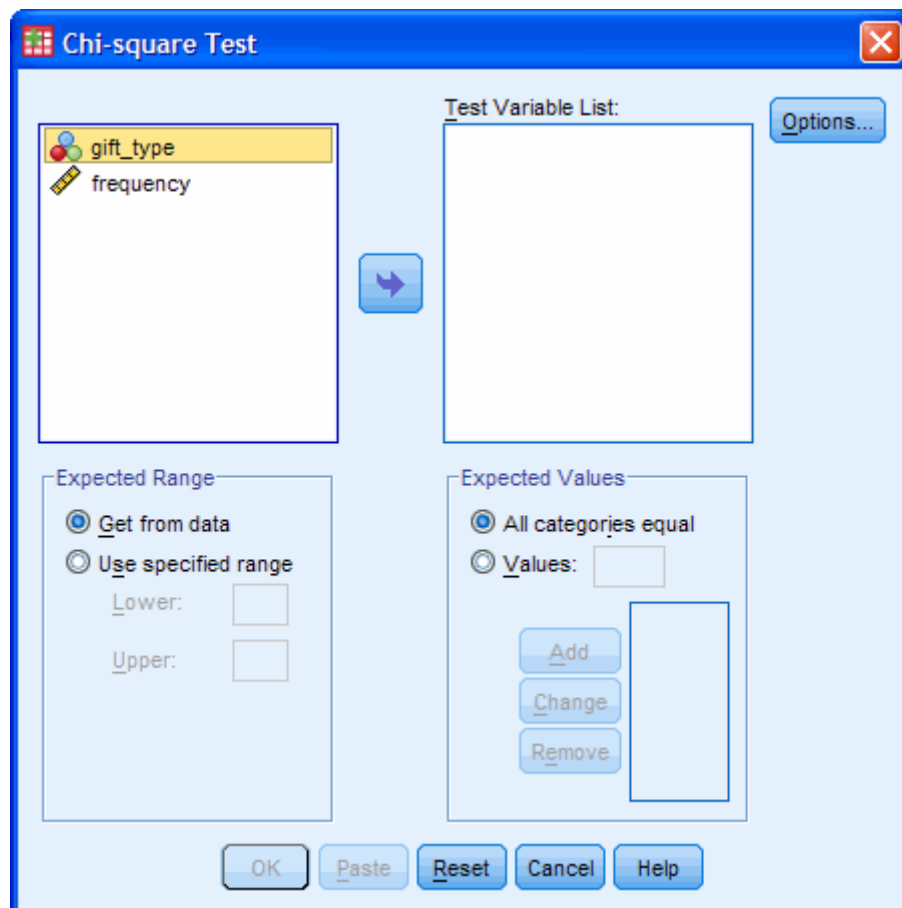 Chi-square Test
Test Variable List:
Options...
gift_type
frequency
Expected Range
Get from data
Use specified range
Lower:
Upper:
Expected Values
All categories equal
Values:
Add
Change
Remove
OK
Paste
Reset
Cancel
Help